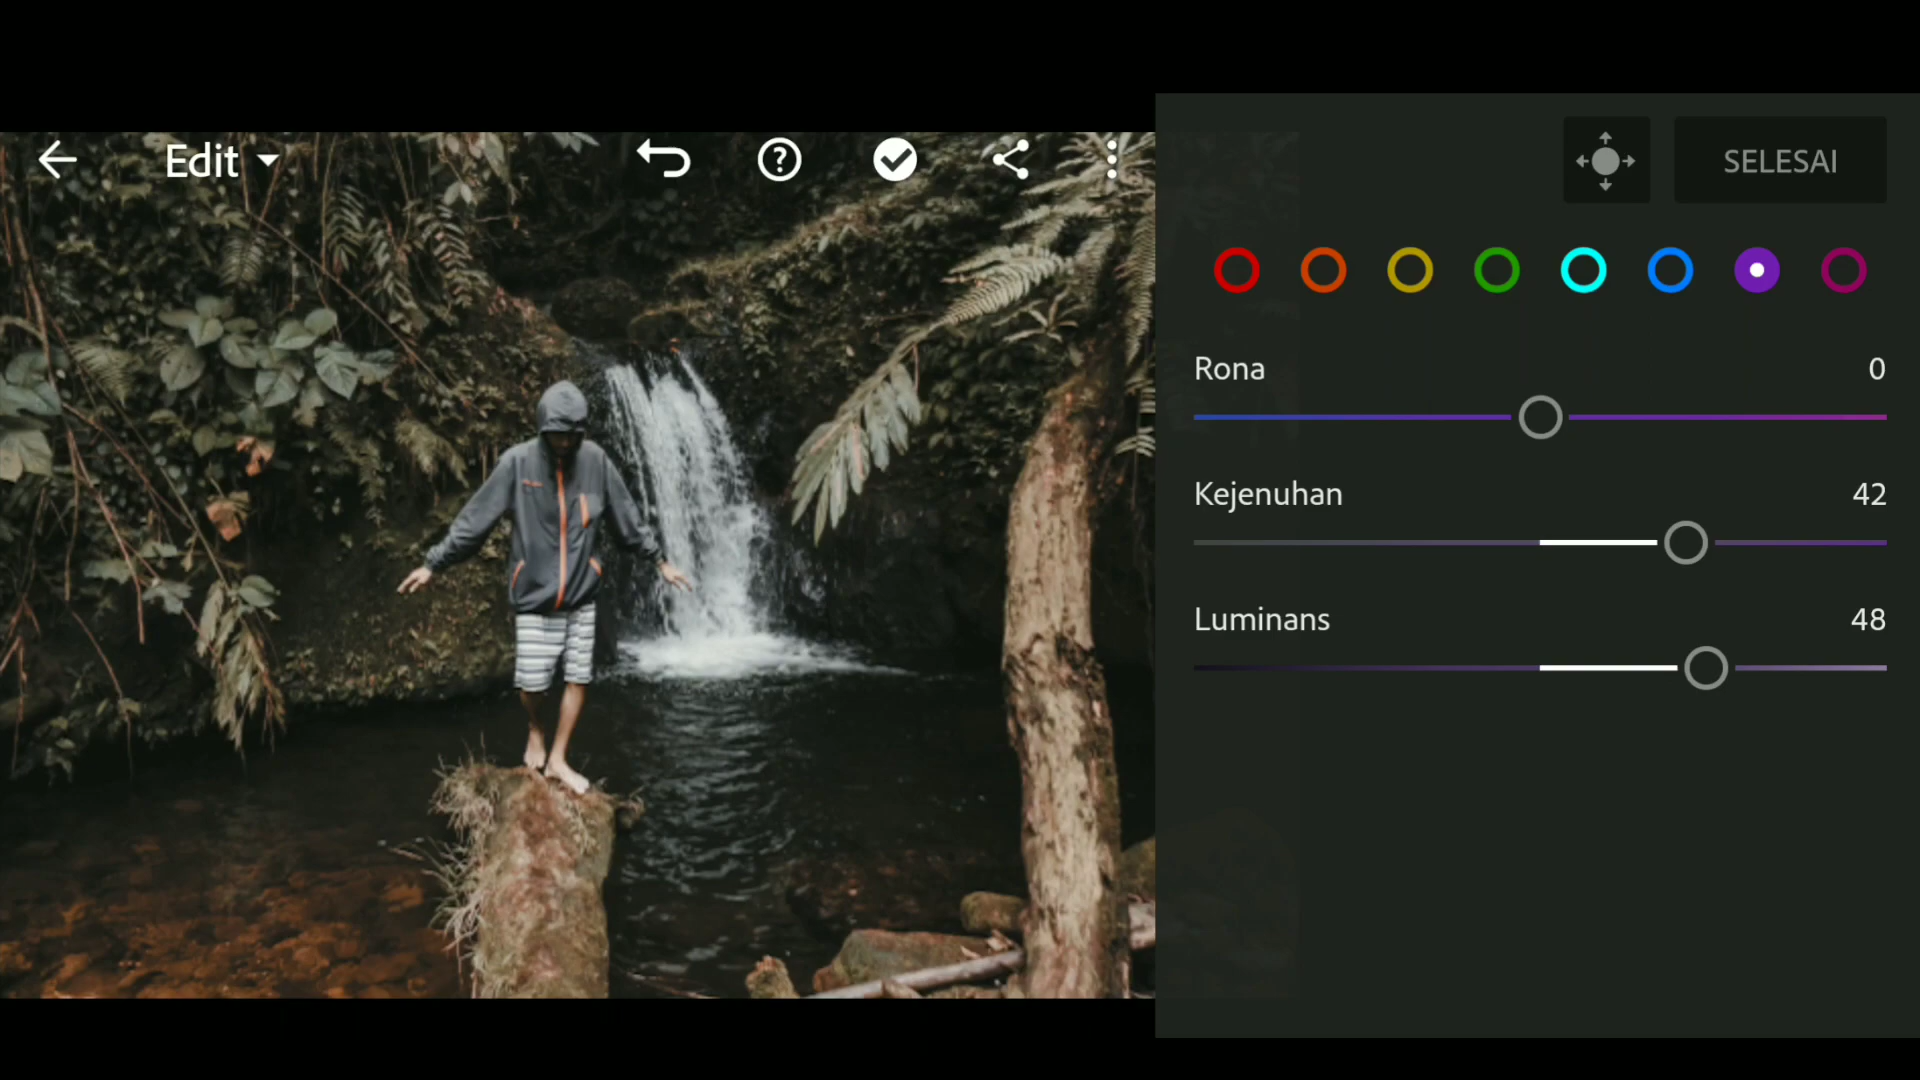 Edit
SELESAI
Rona 0
Kejenuhan 42
Luminans 48